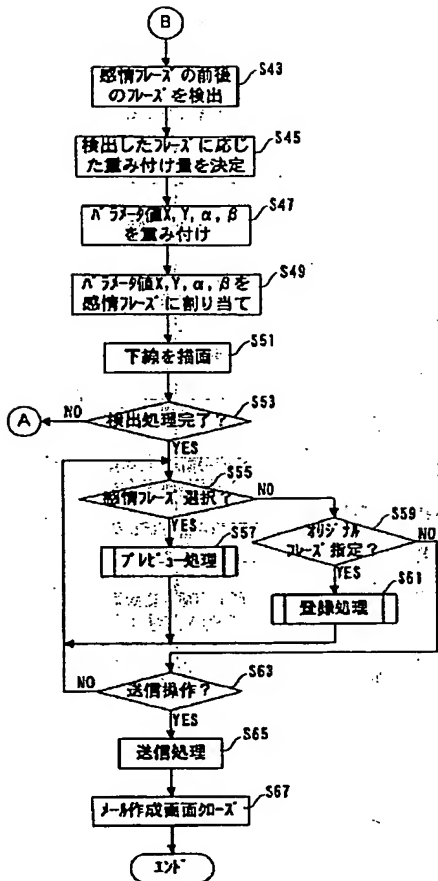 B
S43
感情フレーズの前後
のフレーズを検出
S45
検出したフレーズに応じ
た重み付け量を決定
S47
パラメータ値X, Y, α, β
を重み付け
S49
パラメータ値X, Y, α, βを
感情フレーズに割り当て
S51
下線を描画
S53
A
NO
検出処理完了?
YES
S55
感情フレーズ選択?
NO
YES
S59
オリジナル
フレーズ指定?
NO
S57
プレビュー処理
YES
S61
登録処理
S63
NO
送信操作?
YES
S65
送信処理
S67
メール作成画面クローズ
エンド